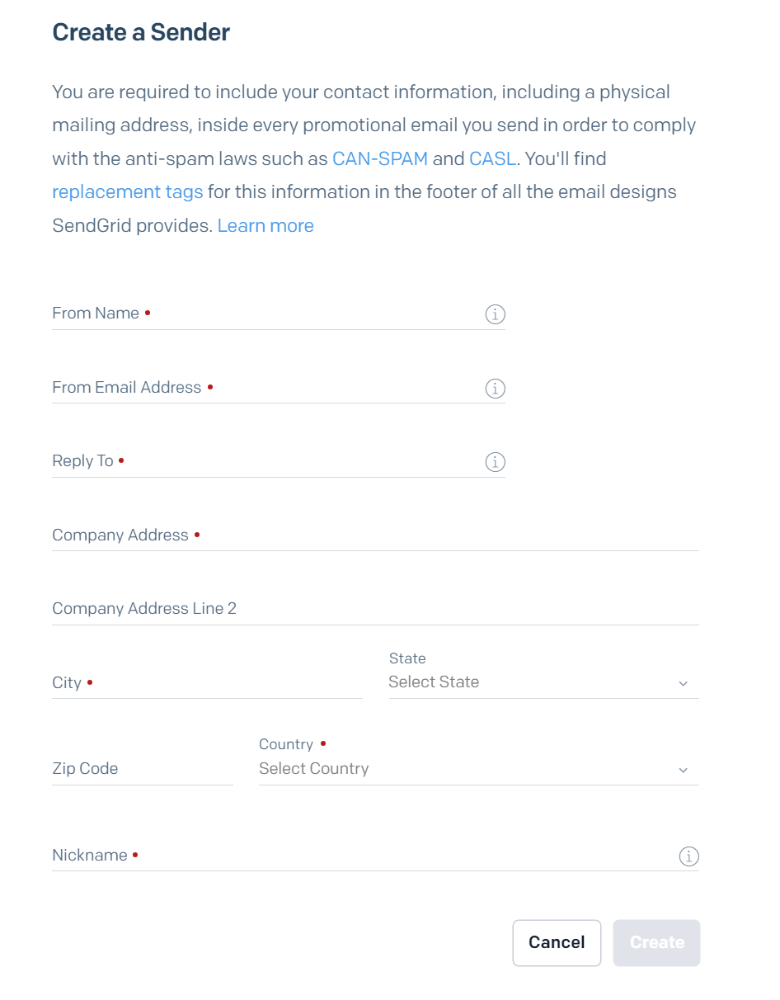 Create a Sender
You are required to include your contact information, including a physical
mailing address, inside every promotional email you send in order to comply
with the anti-spam laws such as CAN-SPAM and CASL. You'll find
replacement tags for this information in the footer of all the email designs
SendGrid provides. Learn more
From Name •
From Email Address •
Reply To •
Company Address •
Company Address Line 2
State
City • Select State
Country •
Zip Code Select Country
Nickname •
Cancel Create